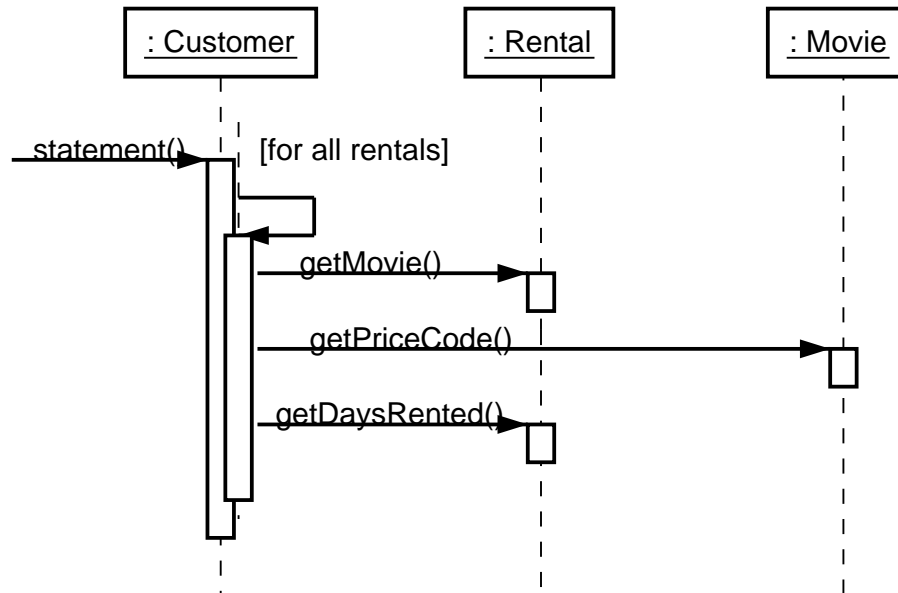 : Customer
: Rental
: Movie
statement()
[for all rentals]
getMovie()
getPriceCode()
getDaysRented()